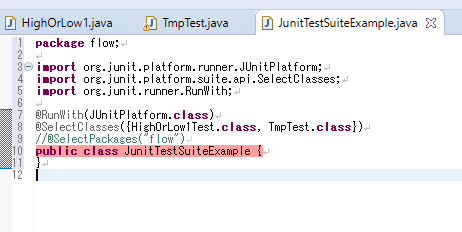 HighOrLow1.java
TmpTest.java
JunitTestSuiteExample.java
1 package flow;
2
3 import org.junit.platform.runner.JUnitPlatform;
4 import org.junit.platform.suite.api.SelectClasses;
5 import org.junit.runner.RunWith;
6
7 @RunWith(JUnitPlatform.class)
8 @SelectClasses({HighOrLow1Test.class, TmpTest.class})
9 //@SelectPackages("flow")
10 public class JunitTestSuiteExample {
11 }
12